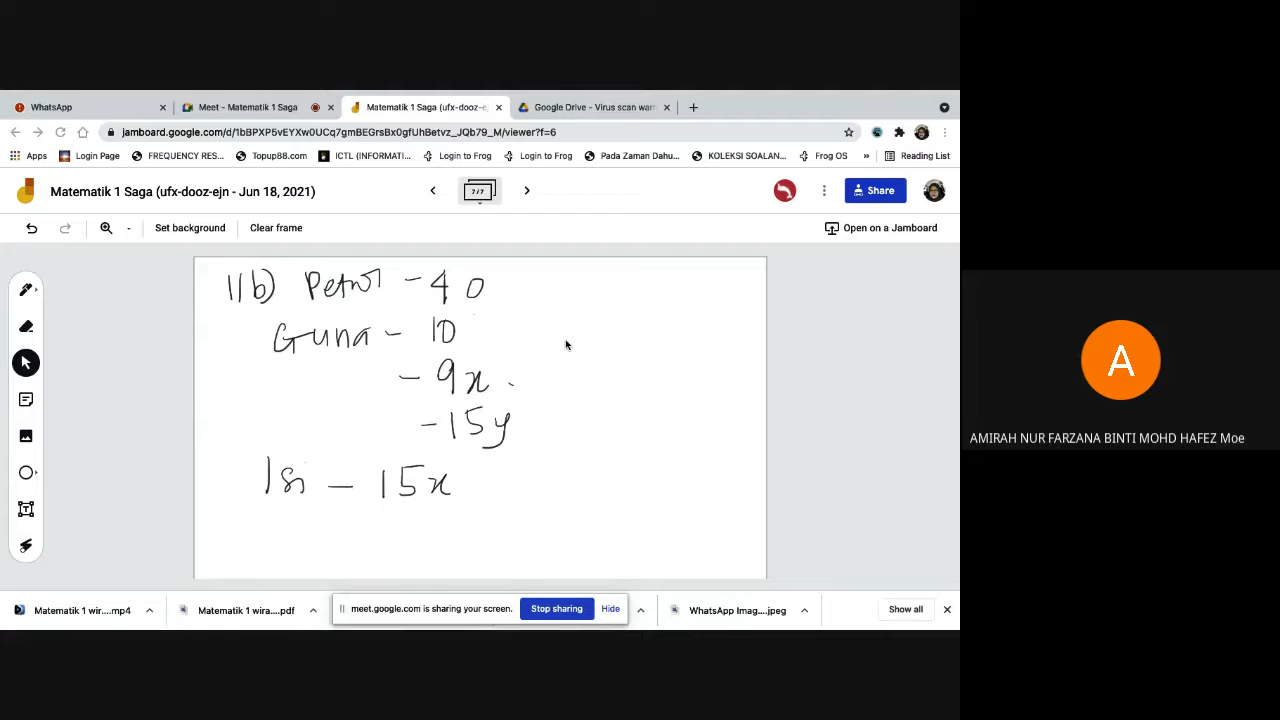 WhatsApp
Meet - Matematik 1 Saga
Matematik 1 Saga (ufx-dooz-ej
Google Drive - Virus scan warn
jamboard.google.com/d/1bBPXP5vEYXw0UCq7gmBEGrsBx0gfUhBetvz_JQb79_M/viewer?f=6
Apps
Login Page
FREQUENCY RES...
Topup88.com
ICTL (INFORMATI...
Login to Frog
Login to Frog
Pada Zaman Dahu...
KOLEKSI SOALAN...
Frog OS
»
Reading List
Matematik 1 Saga (ufx-dooz-ejn - Jun 18, 2021)
7/7
Share
Set background
Clear frame
Open on a Jamboard
11b) Petrol - 40
Guna - 10
- 9x
- 15y
Isi - 15x
A
AMIRAH NUR FARZANA BINTI MOHD HAFEZ Moe
Matematik 1 wir....mp4
Matematik 1 wira....pdf
meet.google.com is sharing your screen.
Stop sharing
Hide
WhatsApp Imag....jpeg
Show all